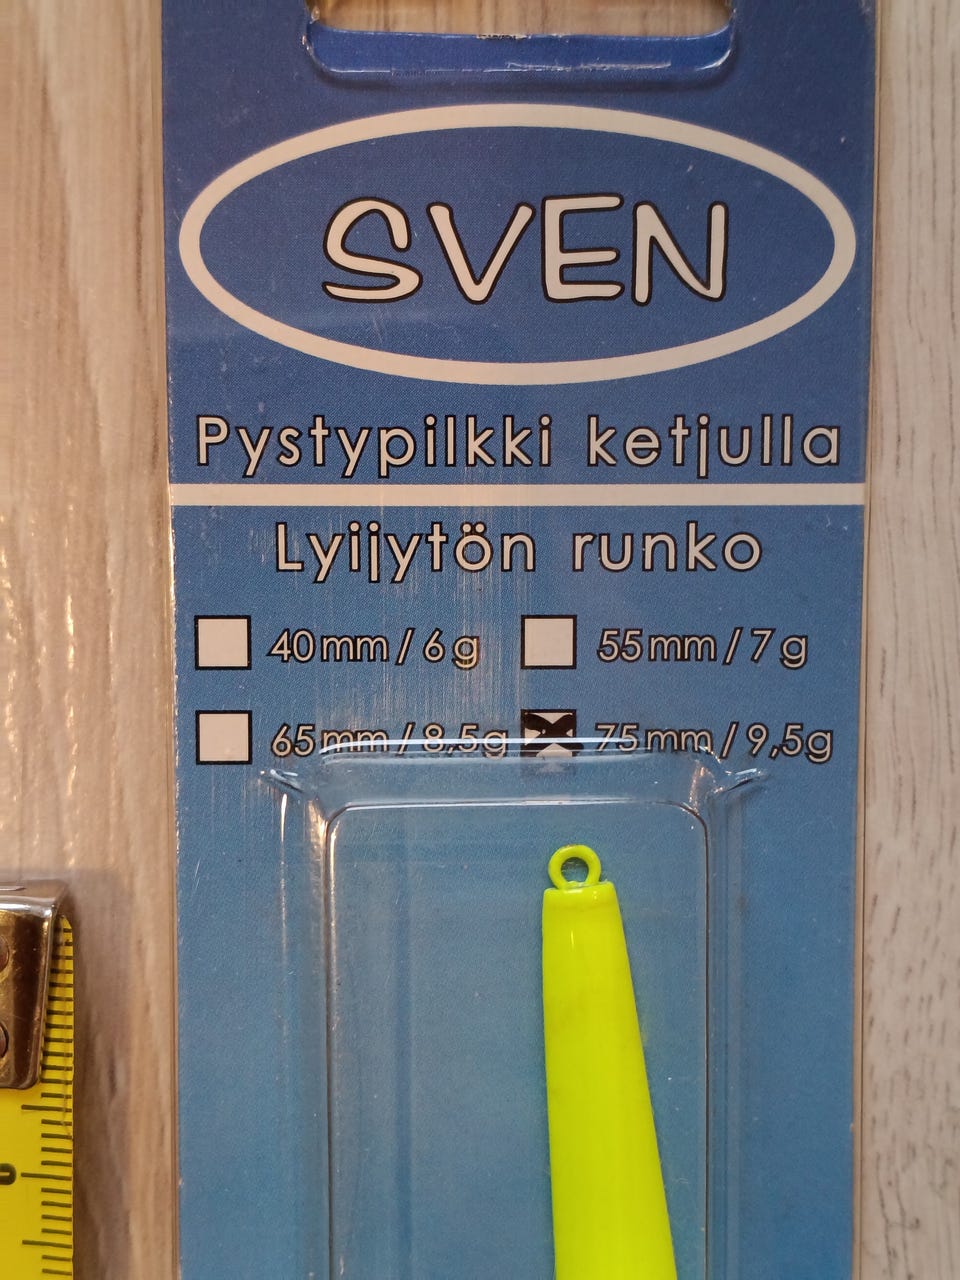 SVEN
Pystypilkki ketjulla
Lyijytön runko
40mm / 6g 55mm / 7g
65mm / 8,5g 75mm / 9,5g